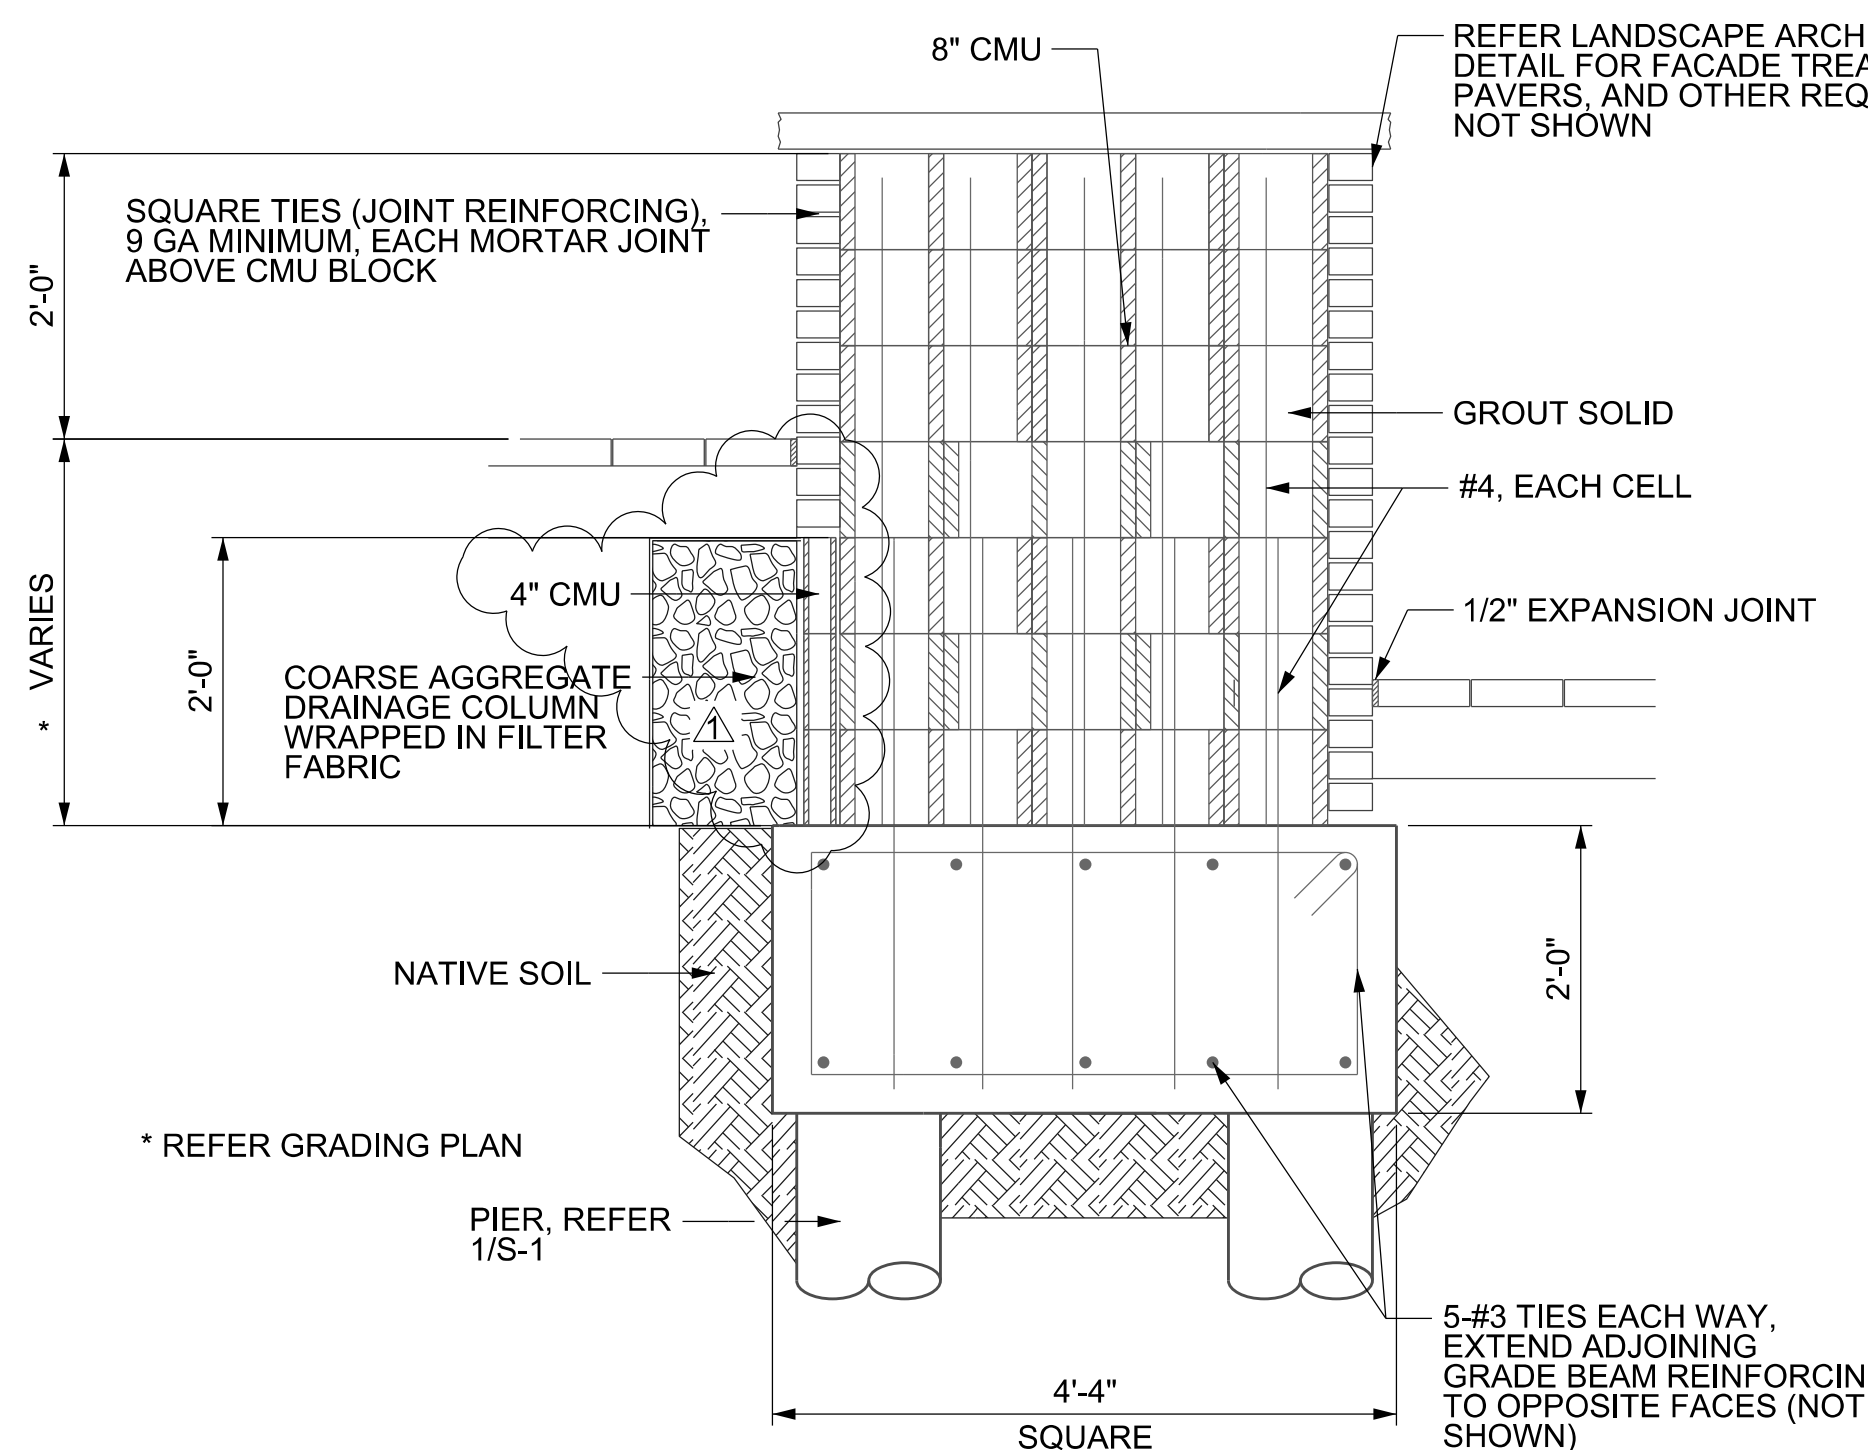 8" CMU
REFER LANDSCAPE ARCH
DETAIL FOR FACADE TREA
PAVERS, AND OTHER REQ
NOT SHOWN
SQUARE TIES (JOINT REINFORCING),
9 GA MINIMUM, EACH MORTAR JOINT
ABOVE CMU BLOCK
2'-0"
GROUT SOLID
#4, EACH CELL
4" CMU
1/2" EXPANSION JOINT
* VARIES
2'-0"
COARSE AGGREGATE
DRAINAGE COLUMN
WRAPPED IN FILTER
FABRIC
1
NATIVE SOIL
2'-0"
* REFER GRADING PLAN
PIER, REFER
1/S-1
5-#3 TIES EACH WAY,
EXTEND ADJOINING
GRADE BEAM REINFORCIN
TO OPPOSITE FACES (NOT
SHOWN)
4'-4"
SQUARE